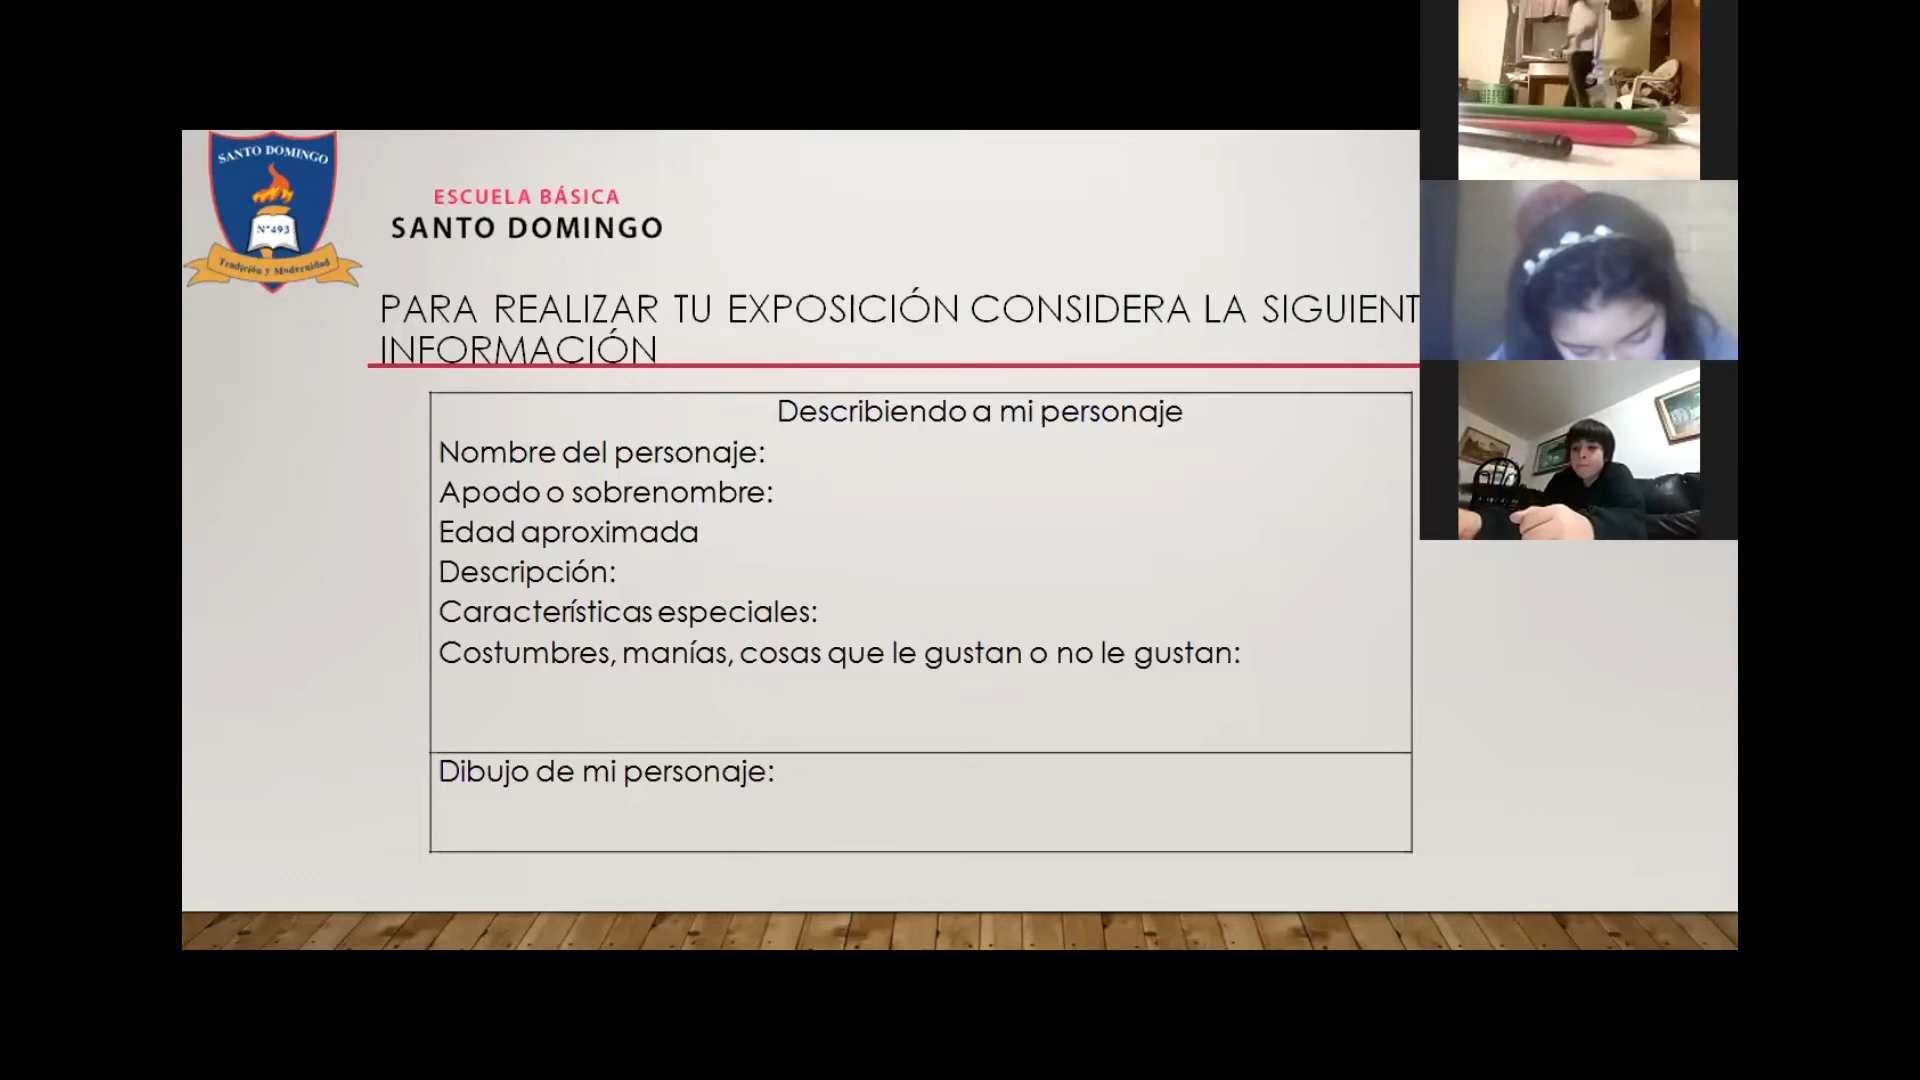 SANTO DOMINGO
N°493
Tradición y Modernidad
ESCUELA BÁSICA
SANTO DOMINGO
PARA REALIZAR TU EXPOSICIÓN CONSIDERA LA SIGUIENT
INFORMACIÓN
Describiendo a mi personaje
Nombre del personaje:
Apodo o sobrenombre:
Edad aproximada
Descripción:
Características especiales:
Costumbres, manías, cosas que le gustan o no le gustan:
Dibujo de mi personaje: